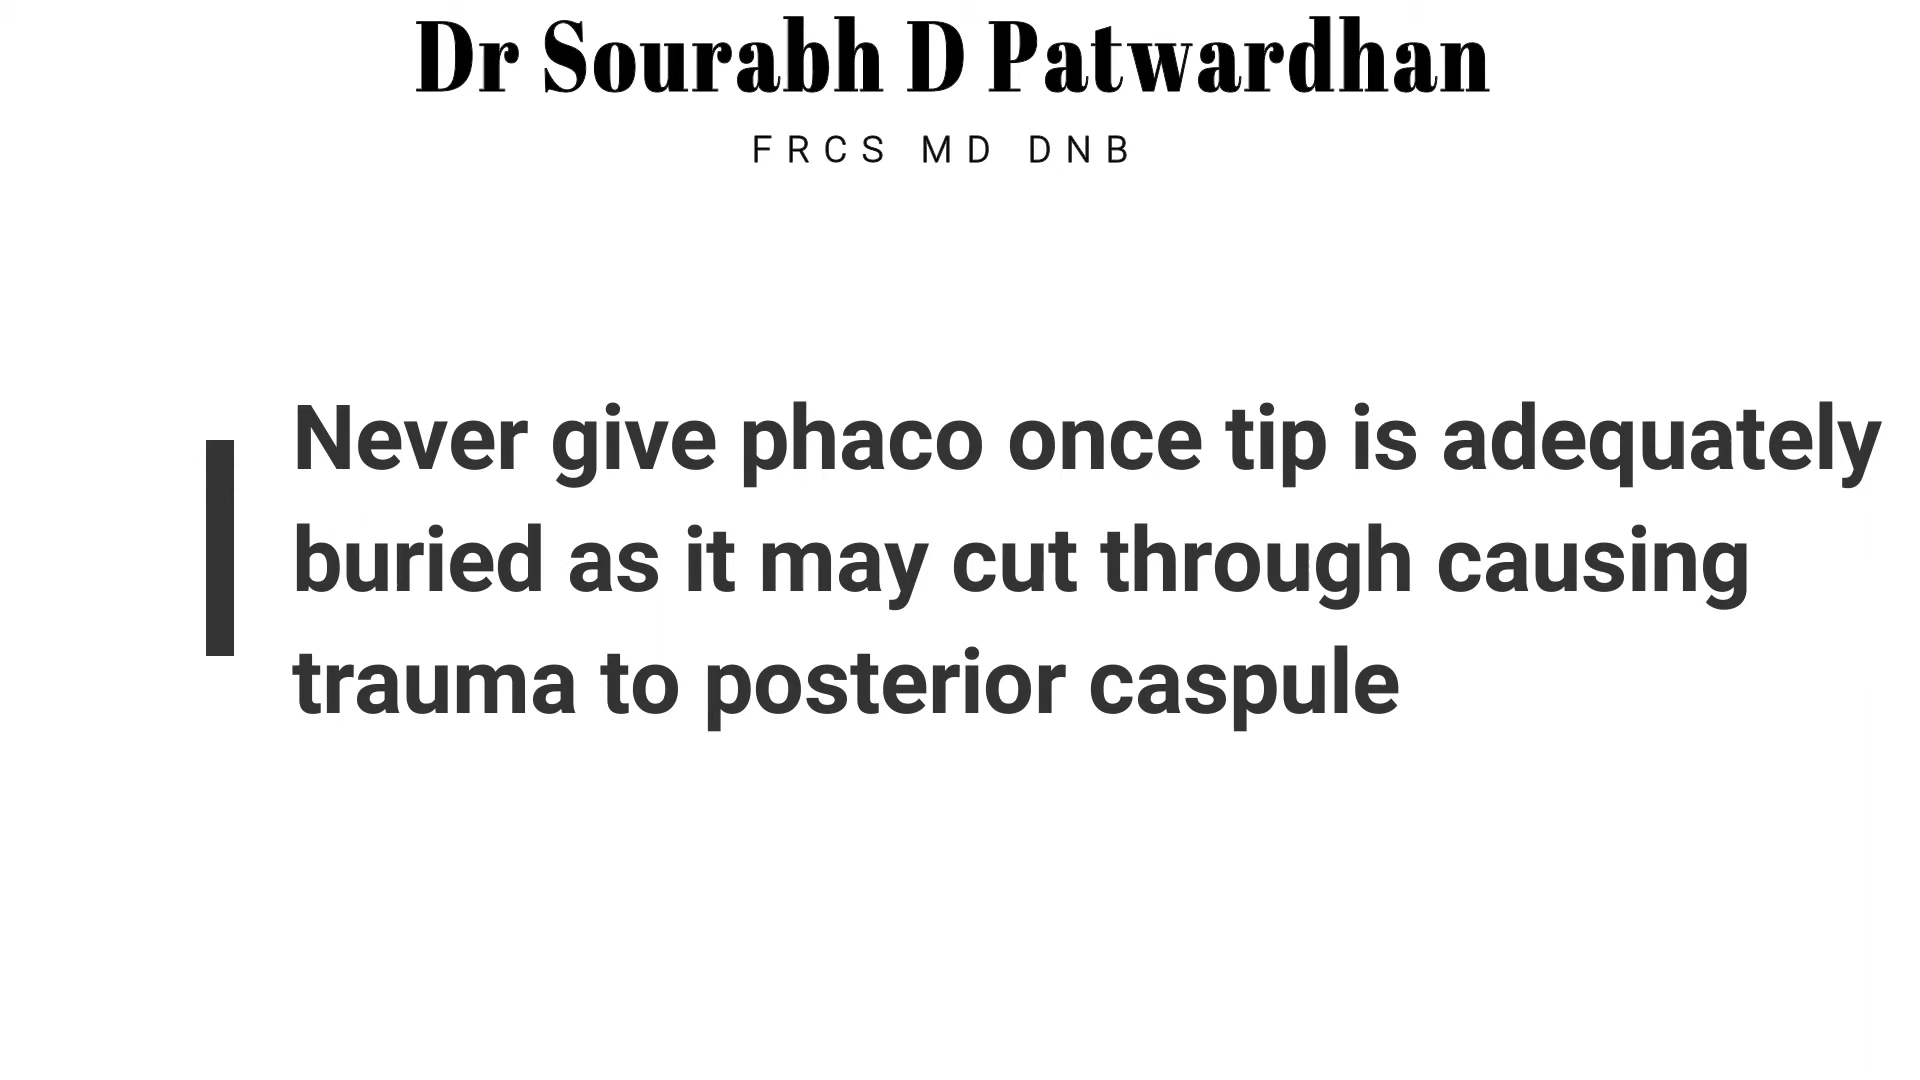 Dr Sourabh D Patwardhan
FRCS MD DNB
Never give phaco once tip is adequately
buried as it may cut through causing
trauma to posterior caspule